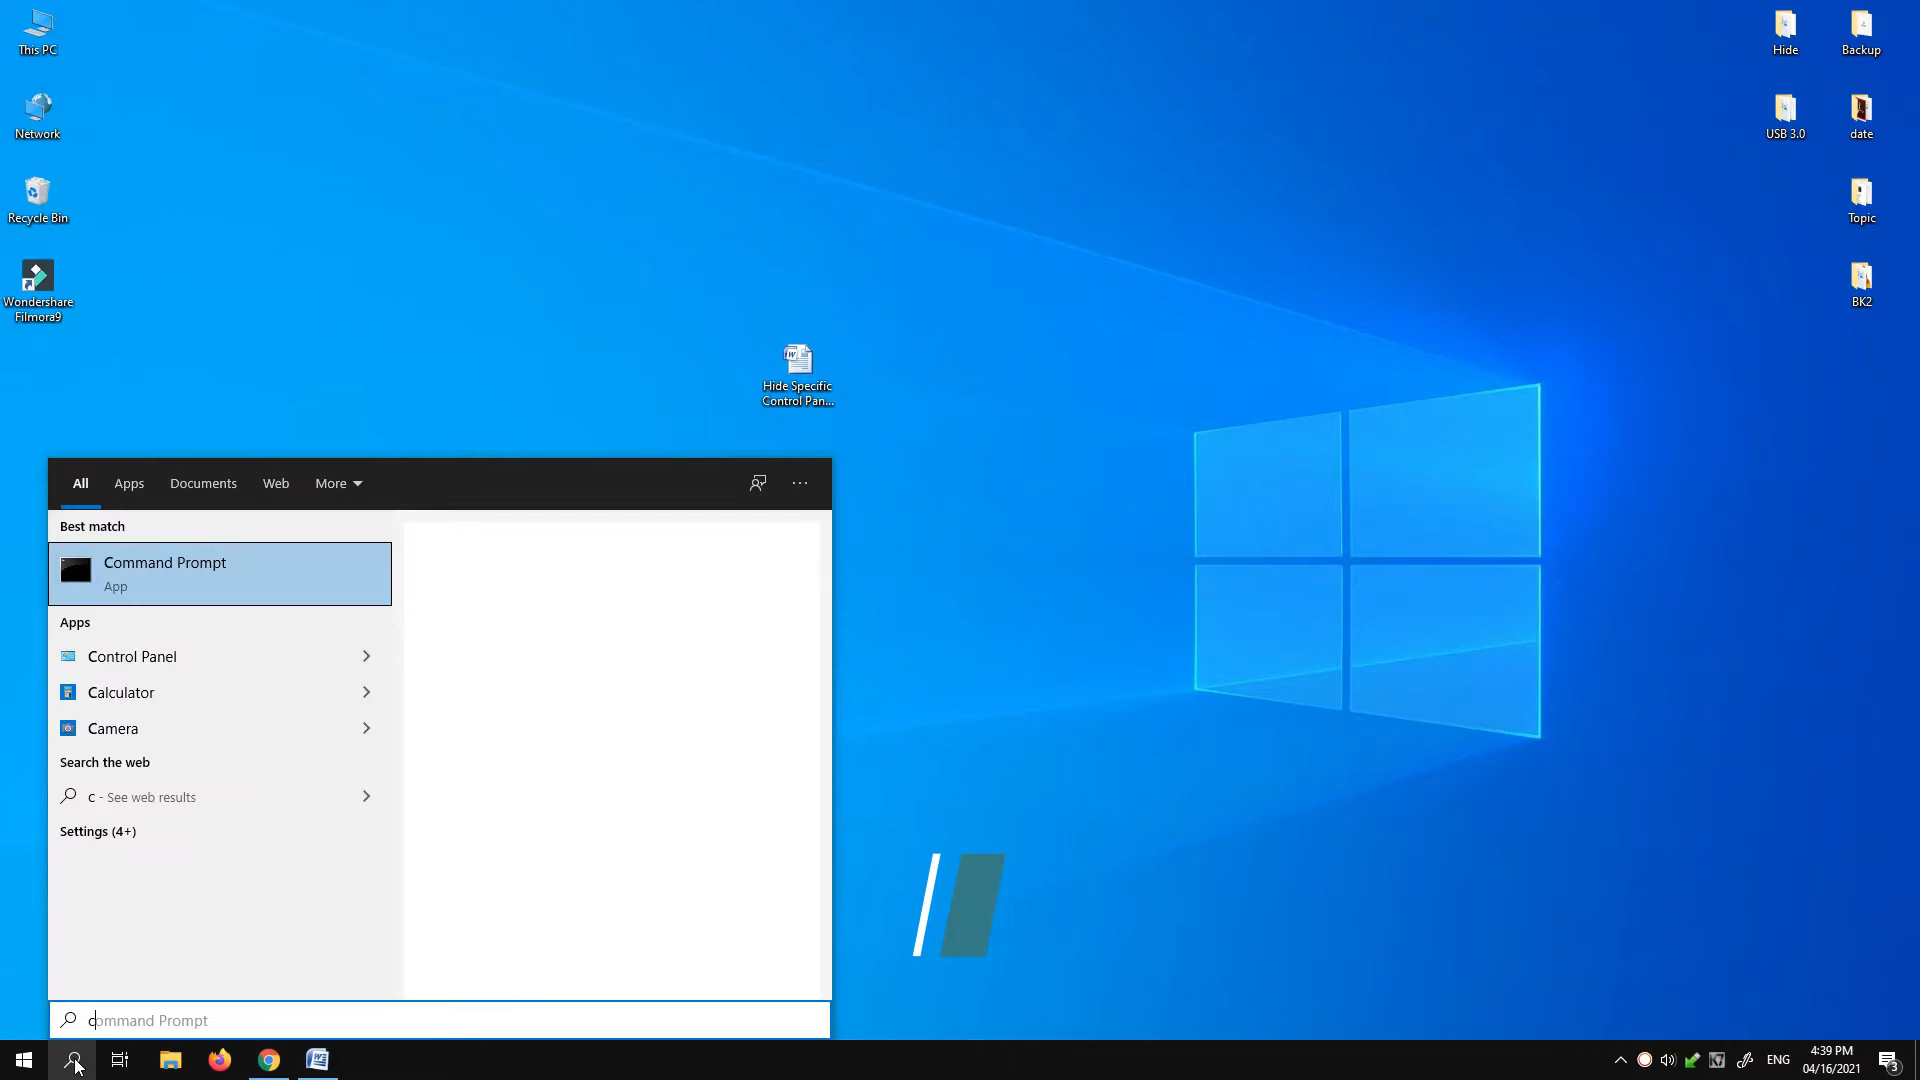 This PC
Network
Recycle Bin
Wondershare
Filmora9
Hide
Backup
USB 3.0
date
Topic
BK2
Hide Specific
Control Pan...
All
Apps
Documents
Web
More
Best match
Command Prompt
App
Apps
Control Panel
Calculator
Camera
Search the web
c - See web results
Settings (4+)
command Prompt
ENG
4:39 PM
04/16/2021
3